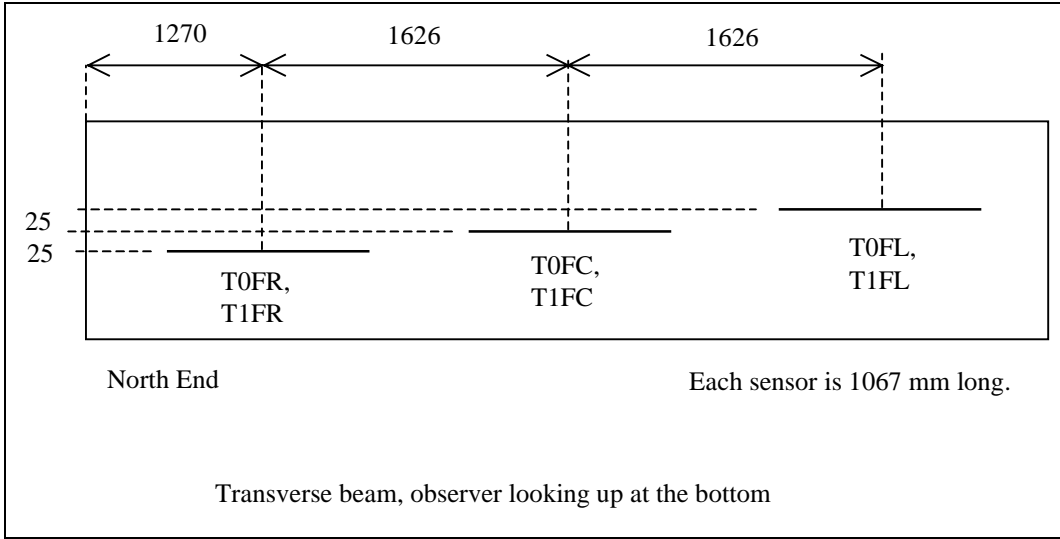 1270
1626
1626
25
25
T0FR,
T1FR
T0FC,
T1FC
T0FL,
T1FL
North End
Each sensor is 1067 mm long.
Transverse beam, observer looking up at the bottom